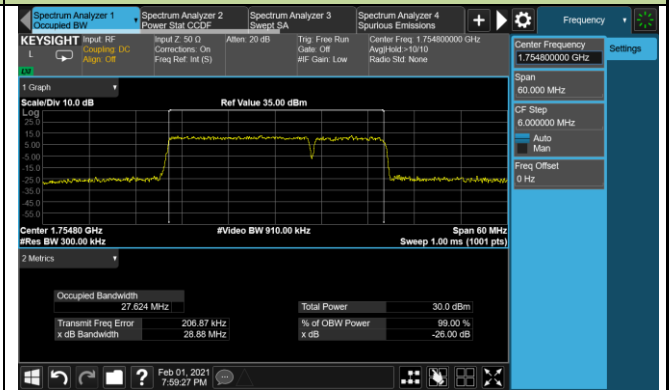 Spectrum Analyzer 1
Occupied BW
Spectrum Analyzer 2
Power Stat CCDF
Spectrum Analyzer 3
Swept SA
Spectrum Analyzer 4
Spurious Emissions
Frequency
KEYSIGHT
L
Input: RF
Coupling: DC
Align: Off
Input Z: 50 Ω
Corrections: On
Freq Ref: Int (S)
Atten: 20 dB
Trig: Free Run
Gate: Off
#IF Gain: Low
Center Freq: 1.754800000 GHz
Avg|Hold:>10/10
Radio Std: None
Center Frequency
1.754800000 GHz
Settings
Span
60.000 MHz
CF Step
6.000000 MHz
Auto
Man
Freq Offset
0 Hz
1 Graph
Scale/Div 10.0 dB
Ref Value 35.00 dBm
Log
25.0
15.0
5.00
-5.00
-15.0
-25.0
-35.0
-45.0
-55.0
Center 1.75480 GHz
#Video BW 910.00 kHz
Span 60 MHz
#Res BW 300.00 kHz
Sweep 1.00 ms (1001 pts)
2 Metrics
Occupied Bandwidth
27.624 MHz
Total Power
30.0 dBm
Transmit Freq Error
206.87 kHz
% of OBW Power
99.00 %
x dB Bandwidth
28.88 MHz
x dB
-26.00 dB
Feb 01, 2021
7:59:27 PM